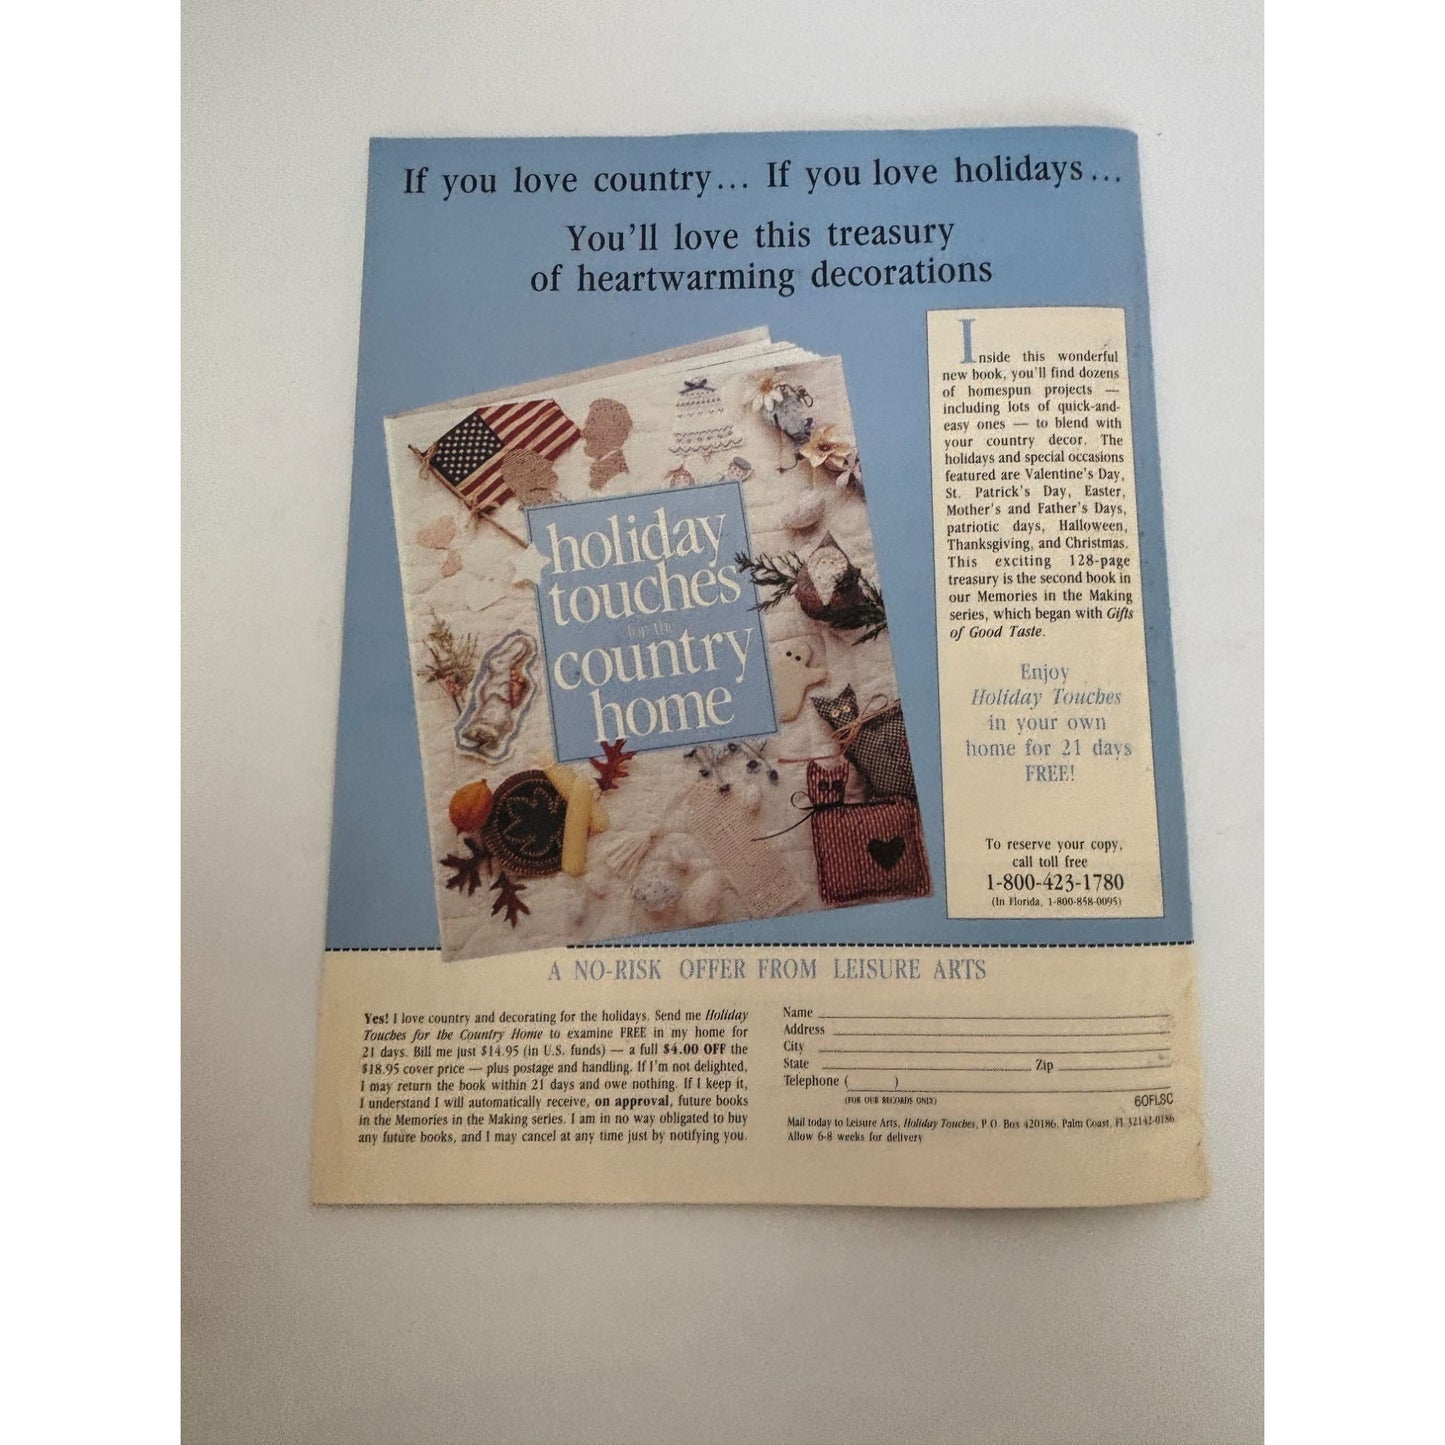 If you love country... If you love holidays...
You'll love this treasury
of heartwarming decorations
holiday
touches
for the
country
home
Inside this wonderful
new book, you'll find dozens
of homespun projects —
including lots of quick-and-
easy ones — to blend with
your country decor. The
holidays and special occasions
featured are Valentine's Day,
St. Patrick's Day, Easter,
Mother's and Father's Days,
patriotic days, Halloween,
Thanksgiving, and Christmas.
This exciting 128-page
treasury is the second book in
our Memories in the Making
series, which began with Gifts
of Good Taste.
Enjoy
Holiday Touches
in your own
home for 21 days
FREE!
To reserve your copy,
call toll free
1-800-423-1780
(In Florida, 1-800-858-0095)
A NO-RISK OFFER FROM LEISURE ARTS
Yes! I love country and decorating for the holidays. Send me Holiday
Touches for the Country Home to examine FREE in my home for
21 days. Bill me just $14.95 (in U.S. funds) — a full $4.00 OFF the
$18.95 cover price — plus postage and handling. If I'm not delighted,
I may return the book within 21 days and owe nothing. If I keep it,
I understand I will automatically receive, on approval, future books
in the Memories in the Making series. I am in no way obligated to buy
any future books, and I may cancel at any time just by notifying you.
Name
Address
City
State Zip
Telephone ( )
(FOR OUR RECORDS ONLY)
60FLSC
Mail today to Leisure Arts, Holiday Touches, P.O. Box 420186, Palm Coast, Fl 32142-0186
Allow 6-8 weeks for delivery